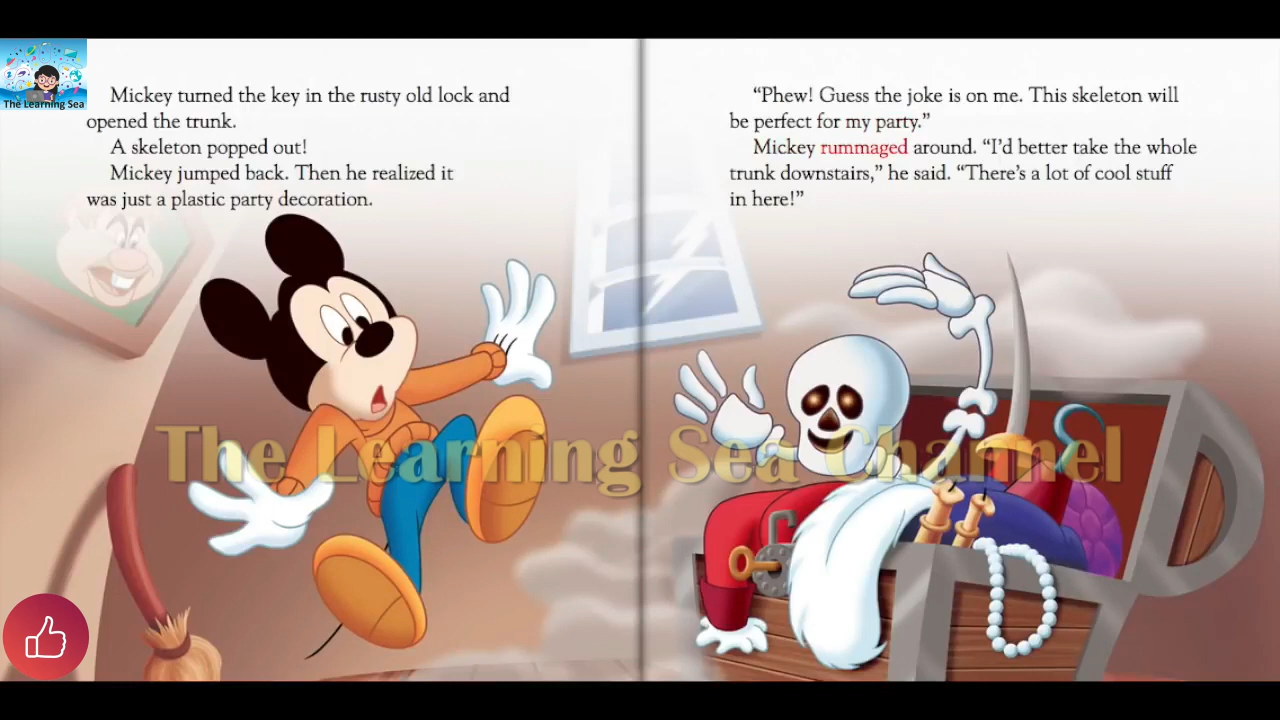 The Learning Sea
Mickey turned the key in the rusty old lock and
opened the trunk.
A skeleton popped out!
Mickey jumped back. Then he realized it
was just a plastic party decoration.
“Phew! Guess the joke is on me. This skeleton will
be perfect for my party.”
Mickey rummaged around. “I’d better take the whole
trunk downstairs,” he said. “There’s a lot of cool stuff
in here!”
The Learning Sea Channel